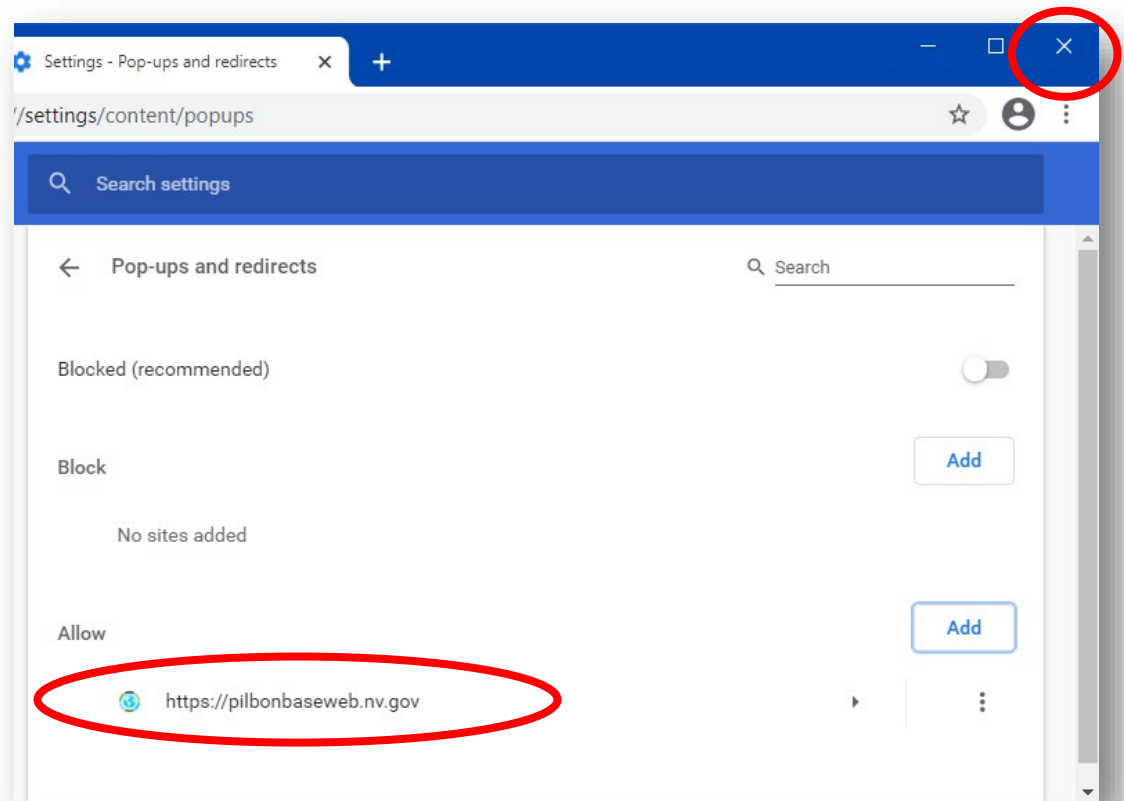 Settings - Pop-ups and redirects
//settings/content/popups
Search settings
Pop-ups and redirects
Search
Blocked (recommended)
Block
Add
No sites added
Allow
Add
https://pilbonbaseweb.nv.gov